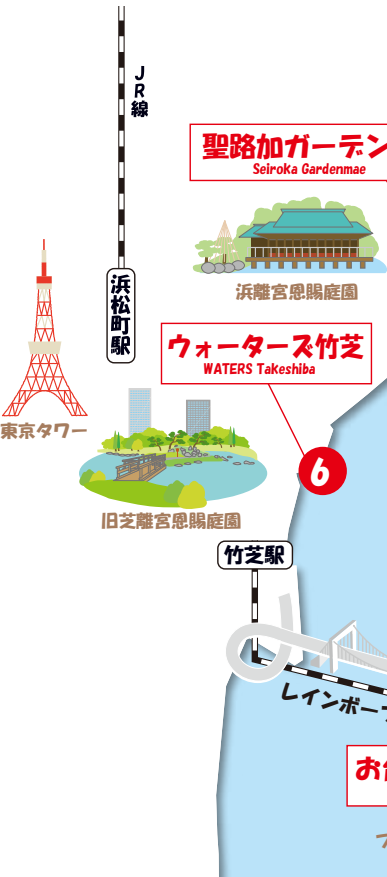 JR線
聖路加ガーデン
Seiroka Gardenmae
浜離宮恩賜庭園
浜松町駅
ウォーターズ竹芝
WATERS Takeshiba
東京タワー
6
旧芝離宮恩賜庭園
竹芝駅
レインボー
お